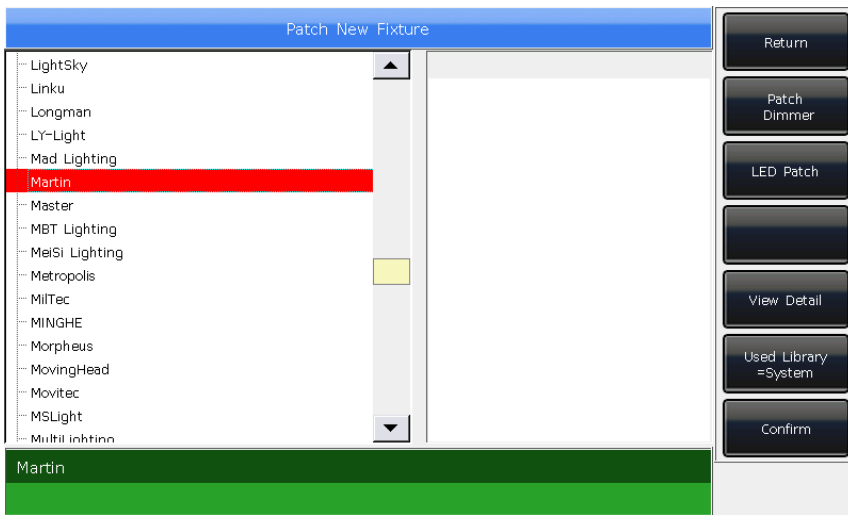 Patch New Fixture
LightSky
Linku
Longman
LY-Light
Mad Lighting
Martin
Master
MBT Lighting
MeiSi Lighting
Metropolis
MilTec
MINGHE
Morpheus
MovingHead
Movitec
MSLight
MultiLighting
Martin
Return
Patch
Dimmer
LED Patch
View Detail
Used Library
=System
Confirm